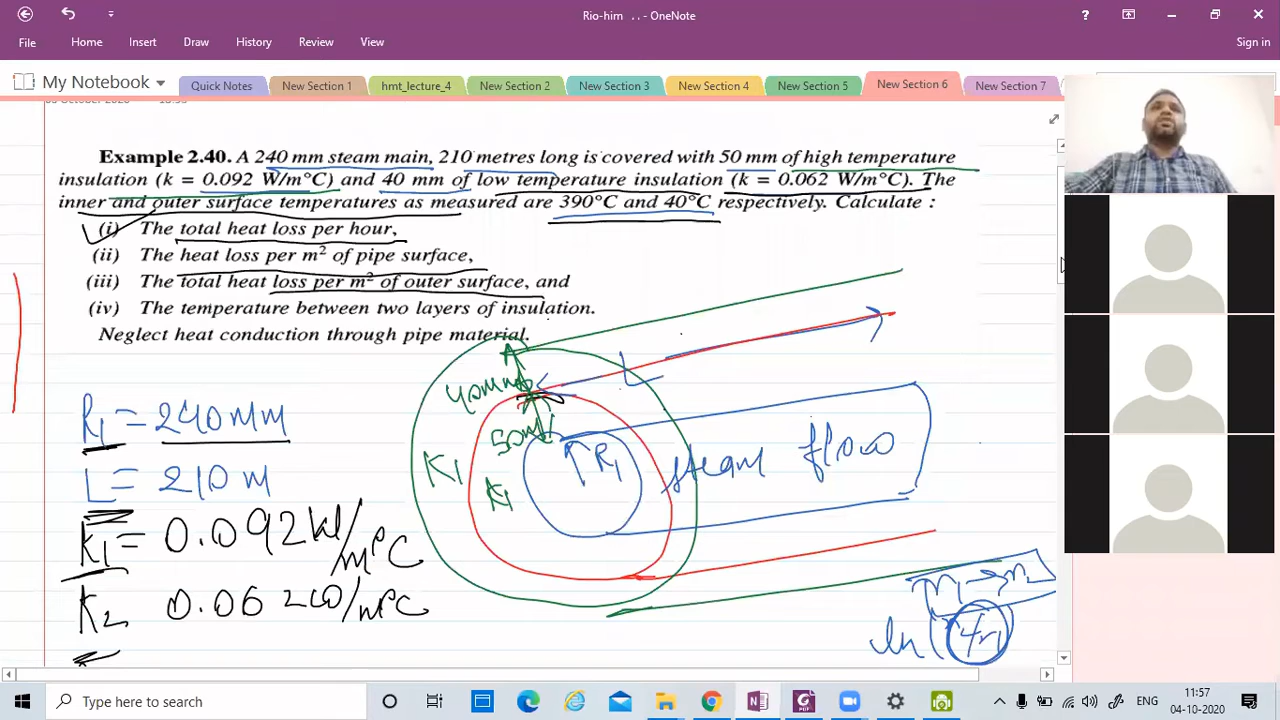 Rio-him . . - OneNote
File Home Insert Draw History Review View
Sign in
My Notebook
Quick Notes New Section 1 hmt_lecture_4 New Section 2 New Section 3 New Section 4 New Section 5 New Section 6 New Section 7
Example 2.40. A 240 mm steam main, 210 metres long is covered with 50 mm of high temperature
insulation (k = 0.092 W/m°C) and 40 mm of low temperature insulation (k = 0.062 W/m°C). The
inner and outer surface temperatures as measured are 390°C and 40°C respectively. Calculate :
(i) The total heat loss per hour,
(ii) The heat loss per m² of pipe surface,
(iii) The total heat loss per m² of outer surface, and
(iv) The temperature between two layers of insulation.
Neglect heat conduction through pipe material.
40mm
L
R1 = 240 mm
50m
K1
K1
R1
steam flow
L = 210 m
K1 = 0.092 W/m°C
K2 0.062 W/m°C
r1 → r2
ln
Type here to search
ENG
11:57
04-10-2020